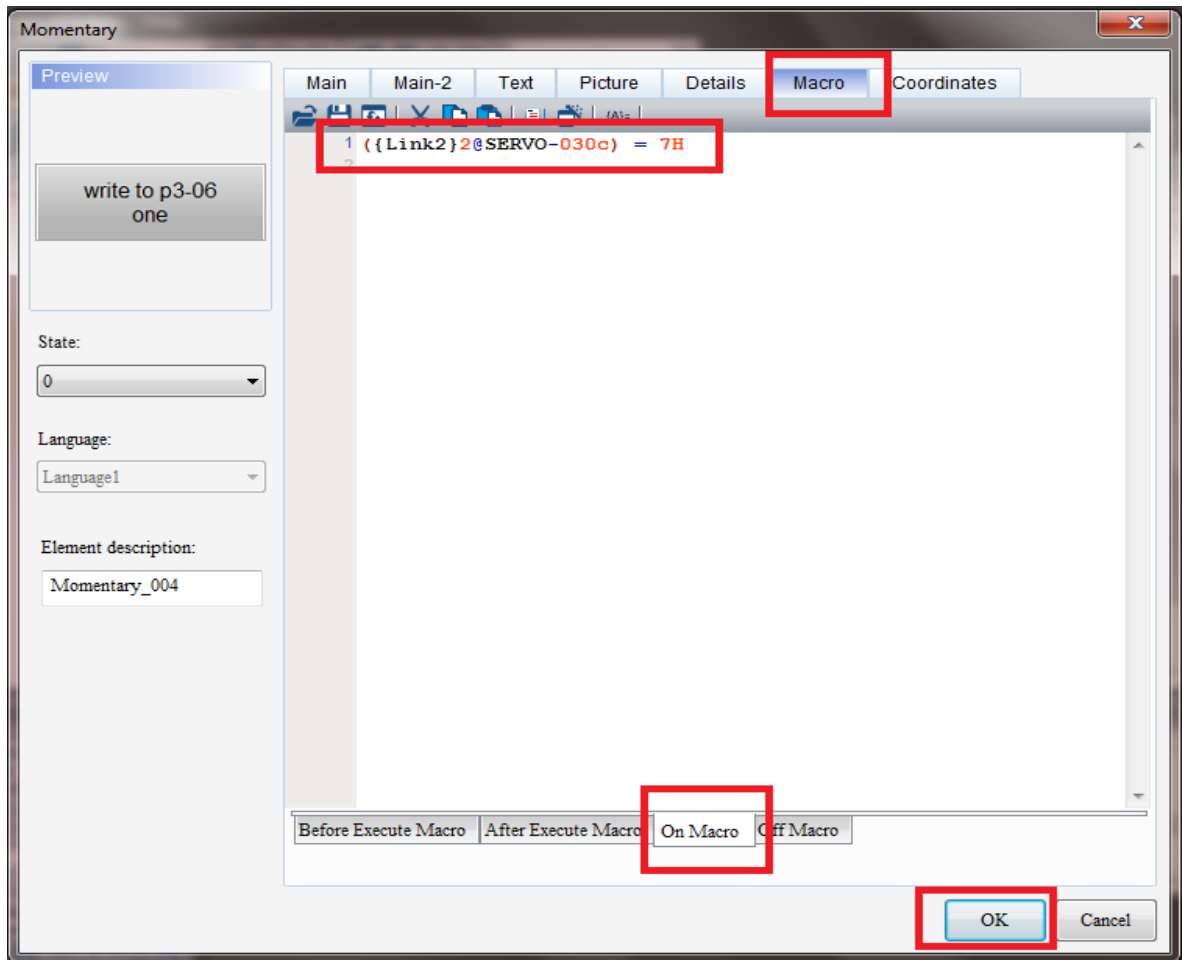 Momentary
Preview
Main Main-2 Text Picture Details Macro Coordinates
1 ({Link2}2@SERVO-030c) = 7H
2
write to p3-06
one
State:
0
Language:
Language1
Element description:
Momentary_004
Before Execute Macro After Execute Macro On Macro Off Macro
OK Cancel